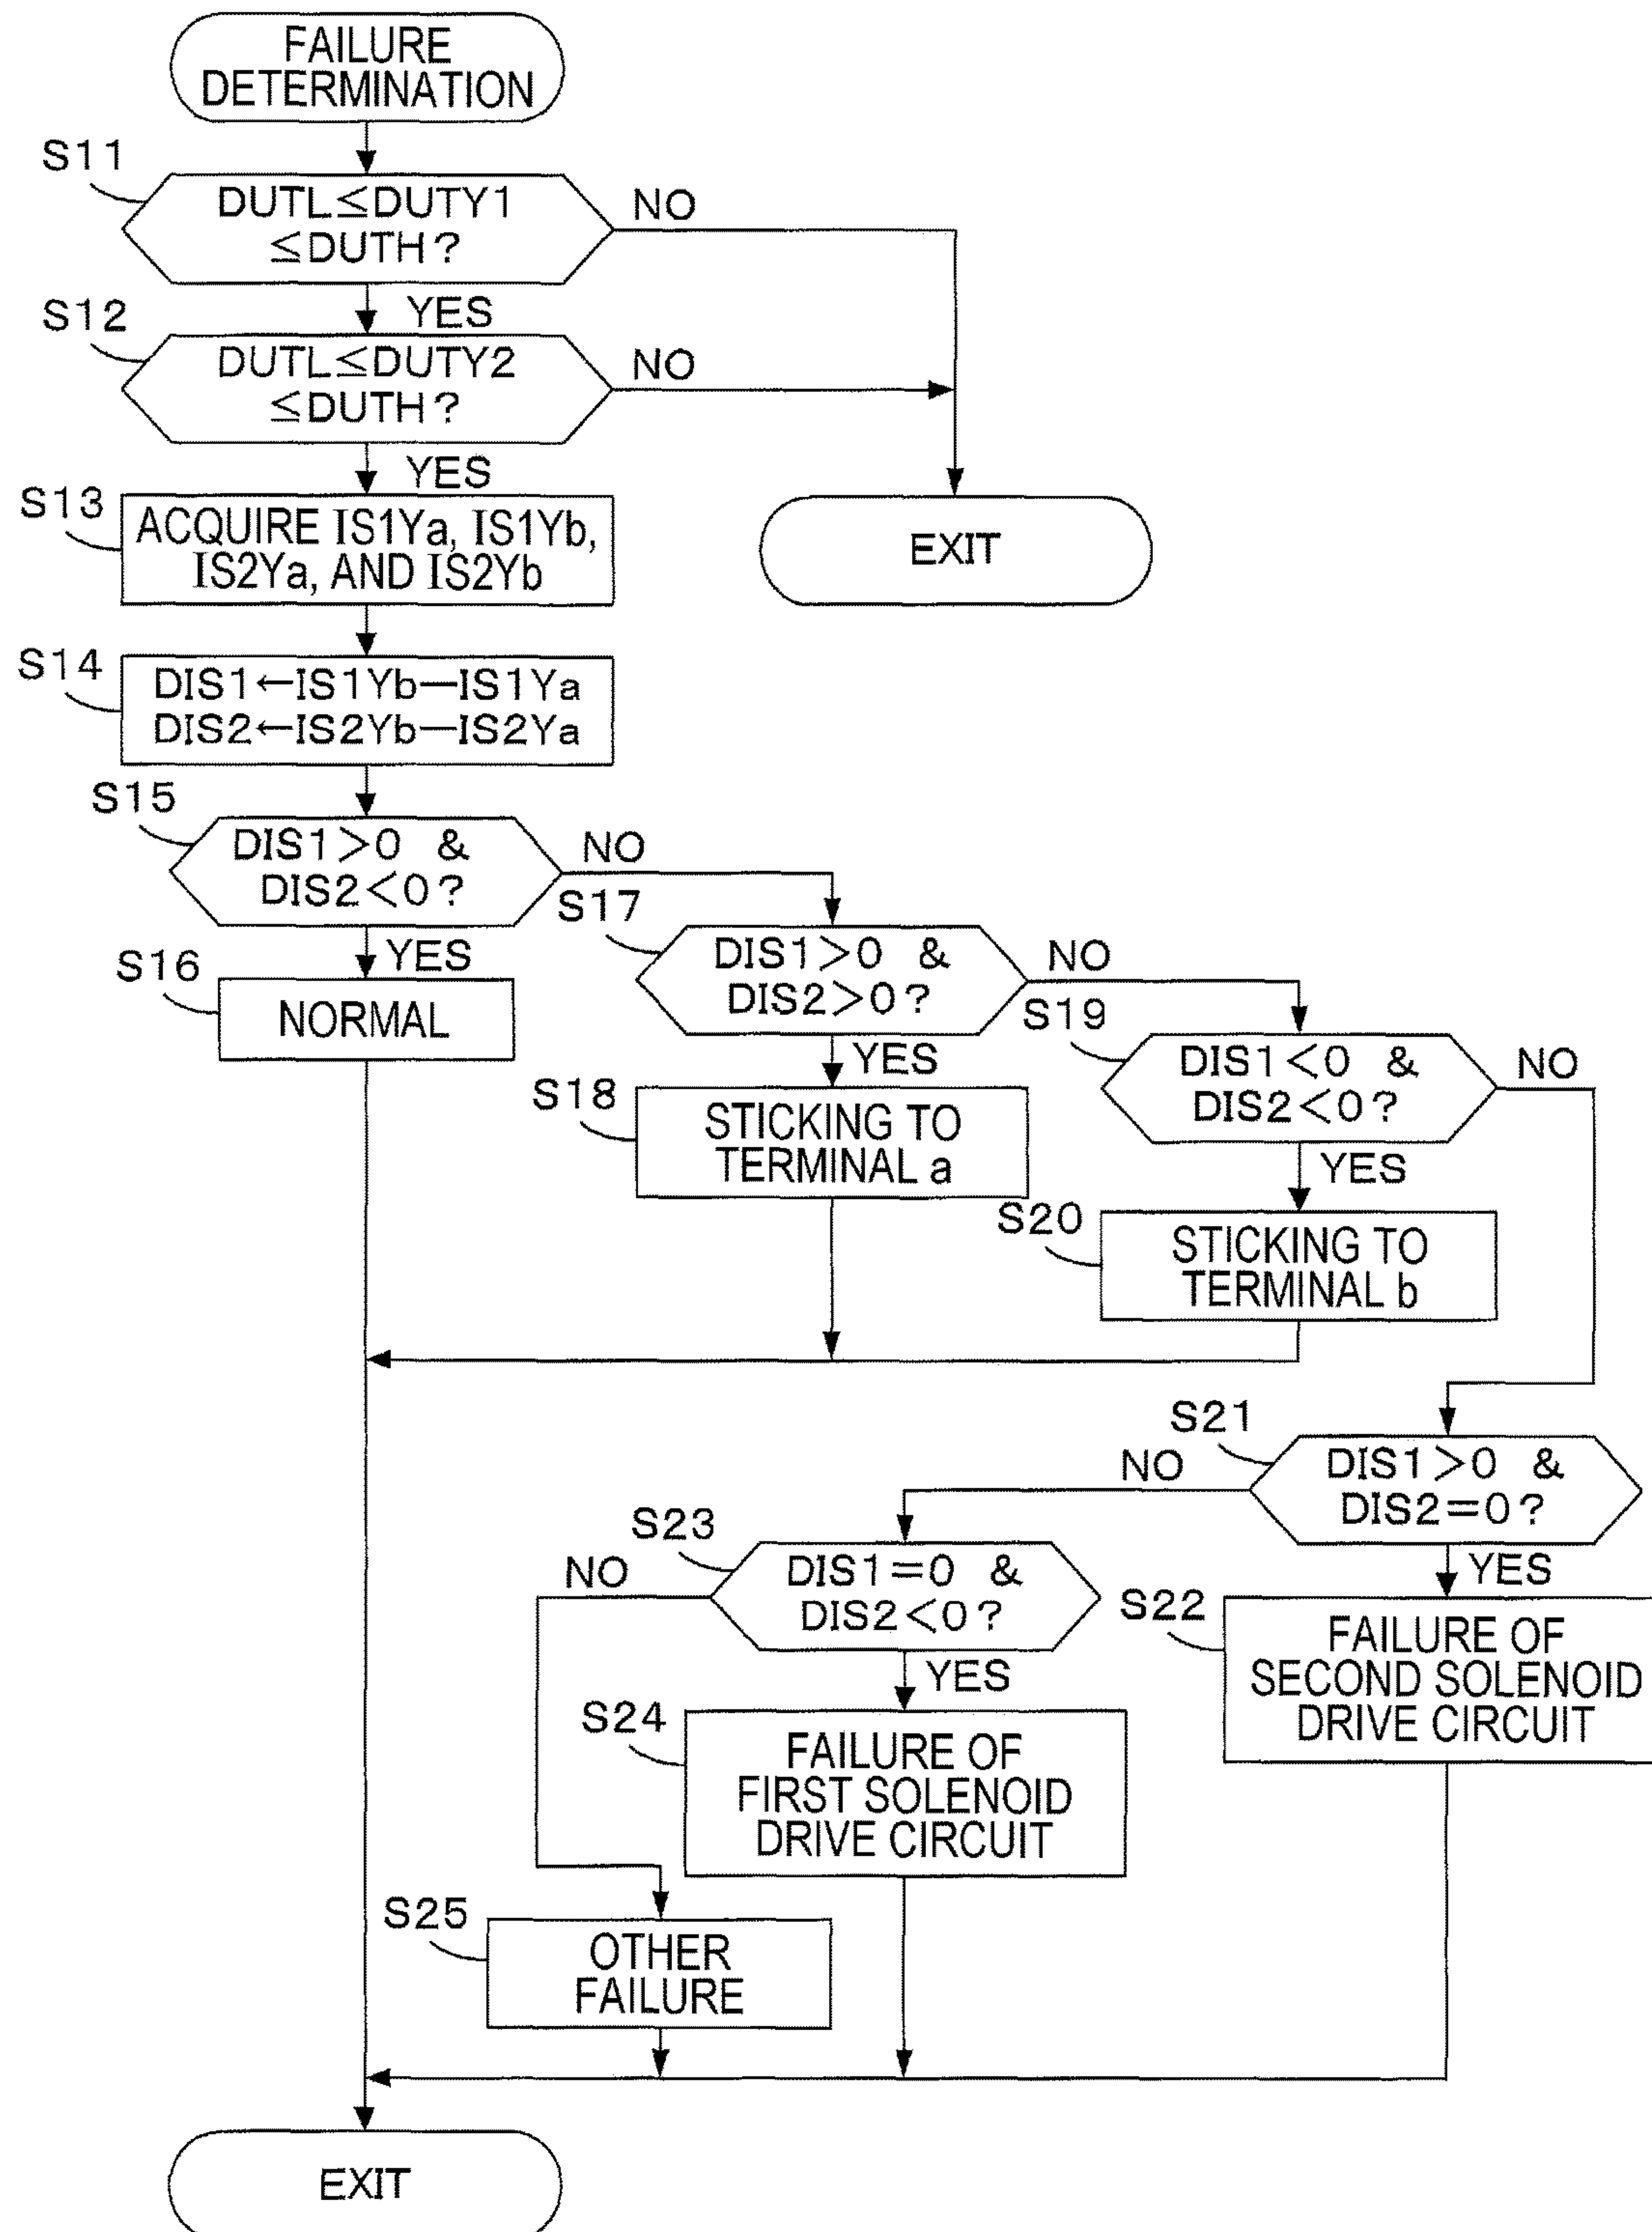 FAILURE
DETERMINATION
S11
DUTL≦DUTY1
≦DUTH?
NO
YES
S12
DUTL≦DUTY2
≦DUTH?
NO
YES
EXIT
S13
ACQUIRE IS1Ya, IS1Yb,
IS2Ya, AND IS2Yb
S14
DIS1←IS1Yb—IS1Ya
DIS2←IS2Yb—IS2Ya
S15
DIS1>0 &
DIS2<0?
NO
YES
S16
NORMAL
S17
DIS1>0 &
DIS2>0?
NO
YES
S18
STICKING TO
TERMINAL a
S19
DIS1<0 &
DIS2<0?
NO
YES
S20
STICKING TO
TERMINAL b
S21
DIS1>0 &
DIS2=0?
NO
YES
S22
FAILURE OF
SECOND SOLENOID
DRIVE CIRCUIT
S23
DIS1=0 &
DIS2<0?
NO
YES
S24
FAILURE OF
FIRST SOLENOID
DRIVE CIRCUIT
S25
OTHER
FAILURE
EXIT